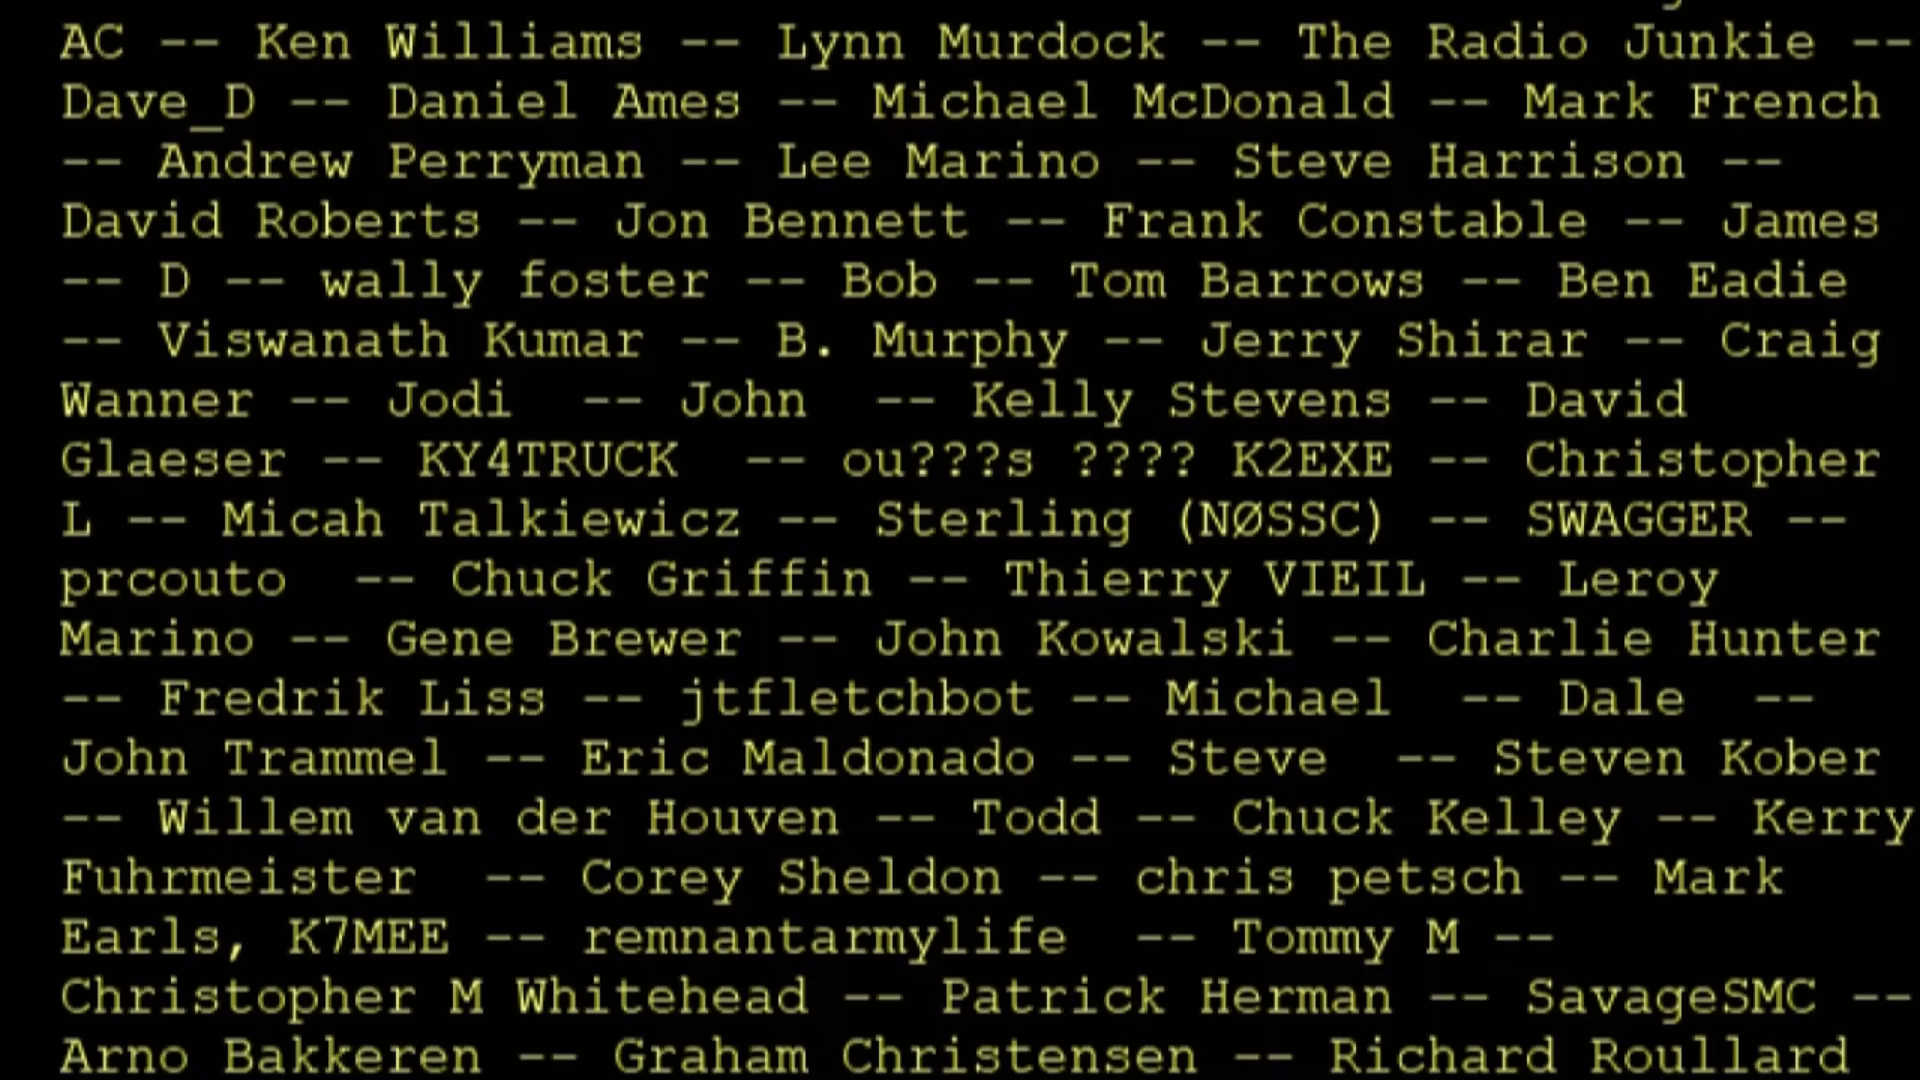 AC -- Ken Williams -- Lynn Murdock -- The Radio Junkie --
Dave_D -- Daniel Ames -- Michael McDonald -- Mark French
-- Andrew Perryman -- Lee Marino -- Steve Harrison --
David Roberts -- Jon Bennett -- Frank Constable -- James
-- D -- wally foster -- Bob -- Tom Barrows -- Ben Eadie
-- Viswanath Kumar -- B. Murphy -- Jerry Shirar -- Craig
Wanner -- Jodi  -- John  -- Kelly Stevens -- David
Glaeser -- KY4TRUCK  -- ou???s ???? K2EXE -- Christopher
L -- Micah Talkiewicz -- Sterling (NØSSC) -- SWAGGER --
prcouto  -- Chuck Griffin -- Thierry VIEIL -- Leroy
Marino -- Gene Brewer -- John Kowalski -- Charlie Hunter
-- Fredrik Liss -- jtfletchbot -- Michael  -- Dale  --
John Trammel -- Eric Maldonado -- Steve  -- Steven Kober
-- Willem van der Houven -- Todd -- Chuck Kelley -- Kerry
Fuhrmeister  -- Corey Sheldon -- chris petsch -- Mark
Earls, K7MEE -- remnantarmylife  -- Tommy M --
Christopher M Whitehead -- Patrick Herman -- SavageSMC --
Arno Bakkeren -- Graham Christensen -- Richard Roullard